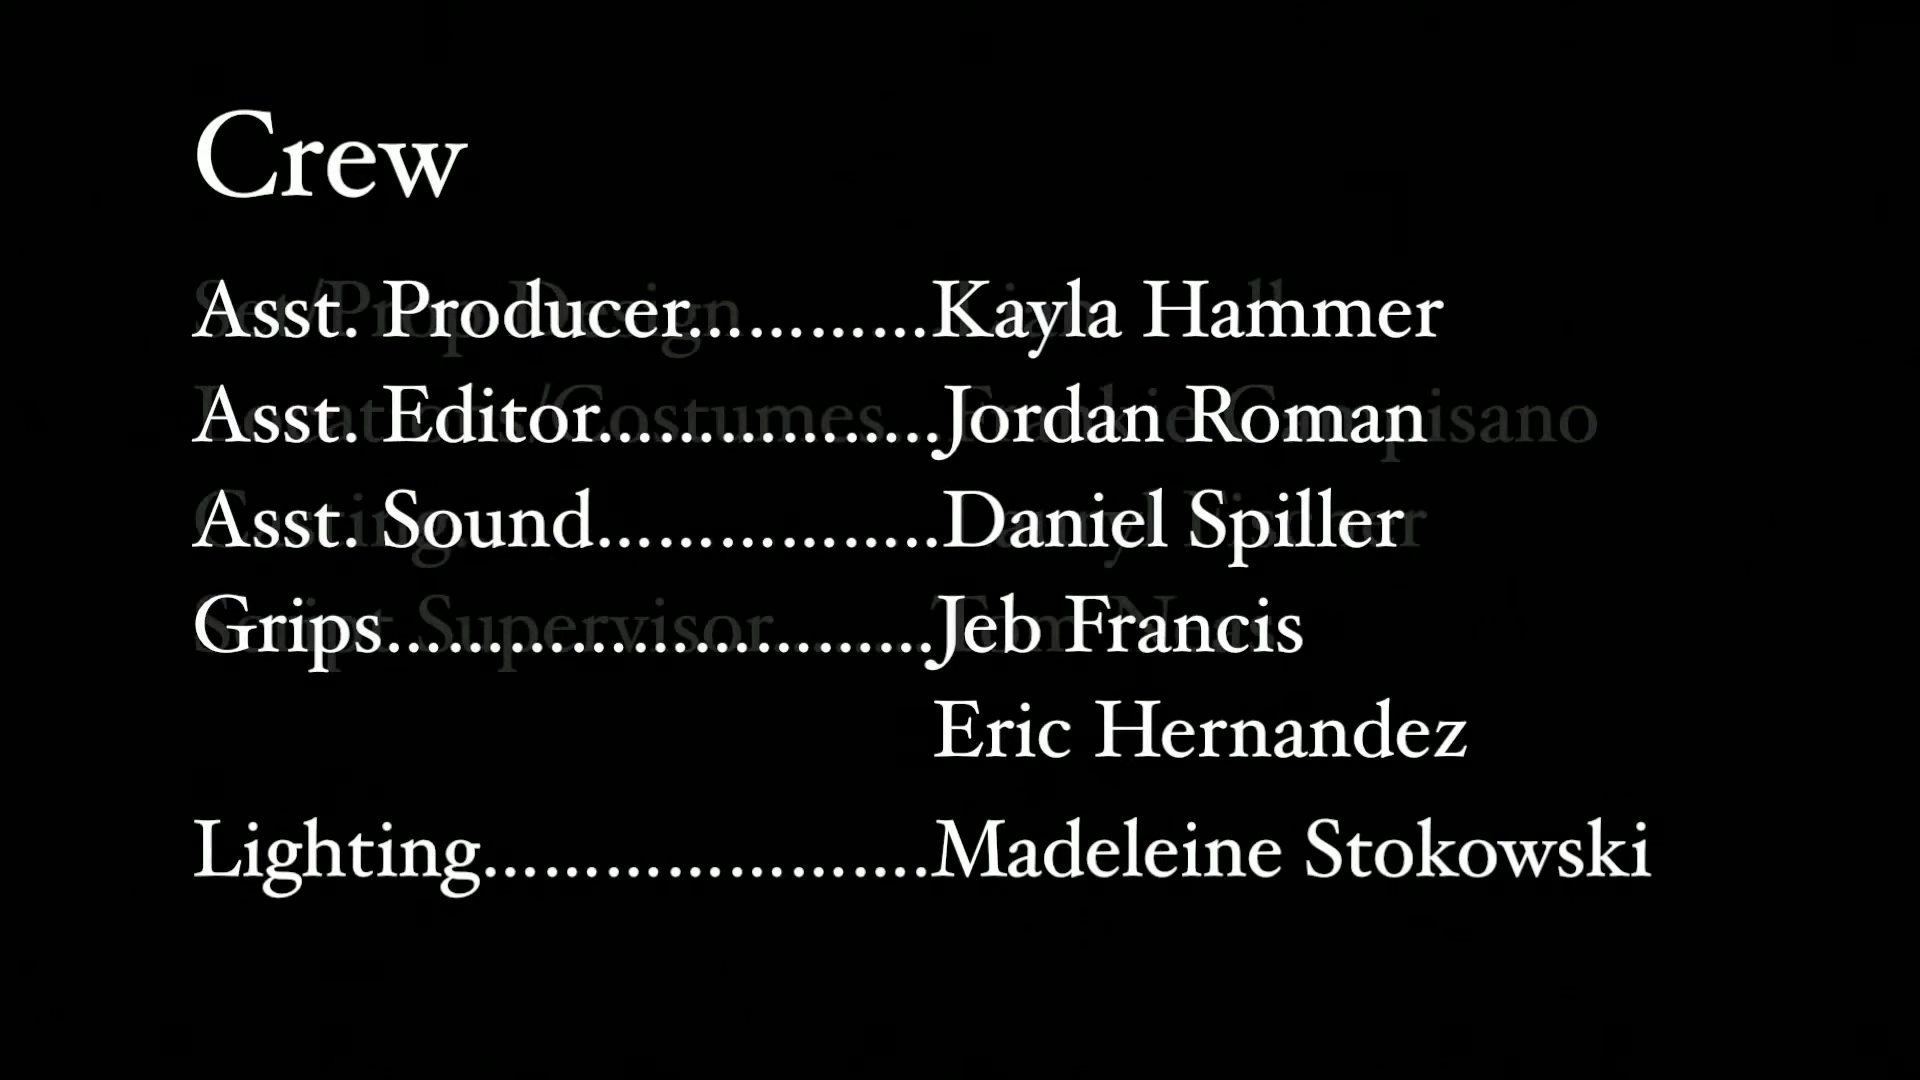 Crew
Asst. Producer............Kayla Hammer
Asst. Editor.................Jordan Roman
Asst. Sound.................Daniel Spiller
Grips...........................Jeb Francis
Eric Hernandez
Lighting......................Madeleine Stokowski